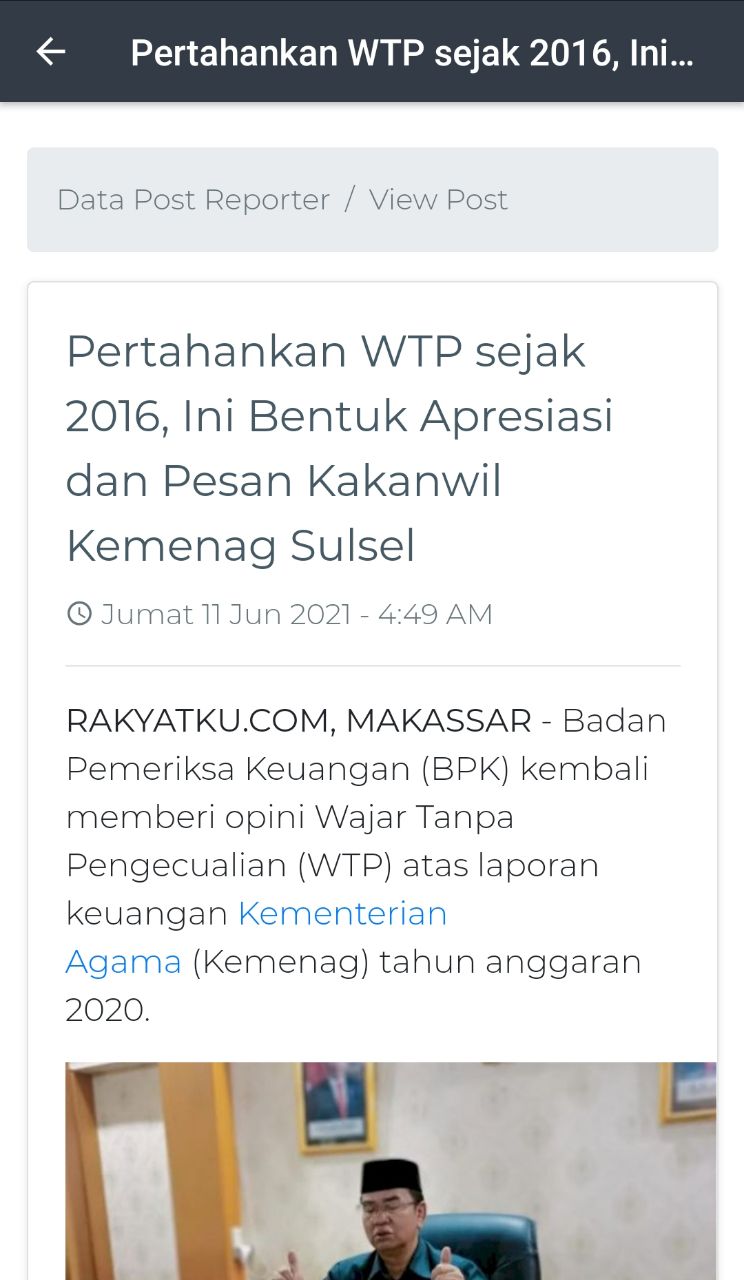 Pertahankan WTP sejak 2016, Ini...
Data Post Reporter / View Post
Pertahankan WTP sejak
2016, Ini Bentuk Apresiasi
dan Pesan Kakanwil
Kemenag Sulsel
Jumat 11 Jun 2021 - 4:49 AM
RAKYATKU.COM, MAKASSAR - Badan
Pemeriksa Keuangan (BPK) kembali
memberi opini Wajar Tanpa
Pengecualian (WTP) atas laporan
keuangan Kementerian
Agama (Kemenag) tahun anggaran
2020.